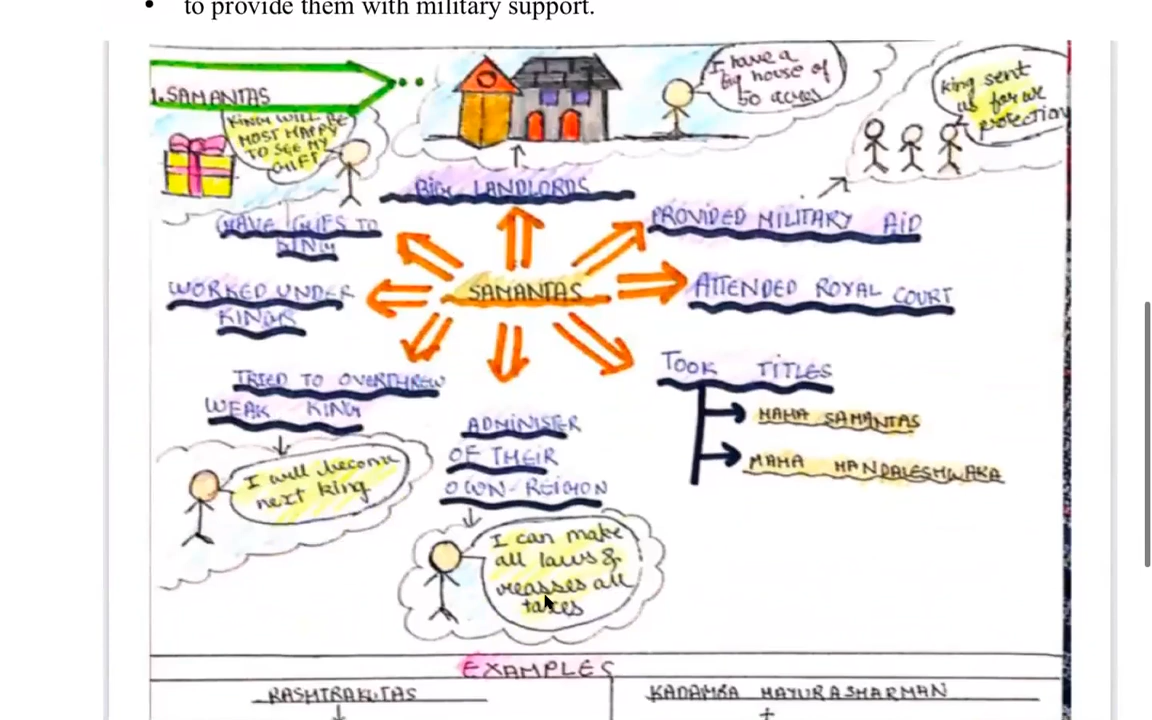 • to provide them with military support.
1.SAMANTAS
KING WILL BE
MOST HAPPY
TO SEE MY
GIFT
I have a
big house of
50 acres
king sent
us for we
protection
BIG LANDLORDS
GAVE GIFTS TO
KING
PROVIDED MILITARY AID
WORKED UNDER
KINGS
SAMANTAS
ATTENDED ROYAL COURT
TRIED TO OVERTHREW
WEAK KING
I will become
next king
ADMINISTER
OF THEIR
OWN REIGION
I can make
all laws &
reasses all
taxes
TOOK TITLES
MAHA SAMANTAS
MAHA MANDALESHWARA
EXAMPLES
RASHTRAKUTAS
KADAMBA MAYURASHARMAN